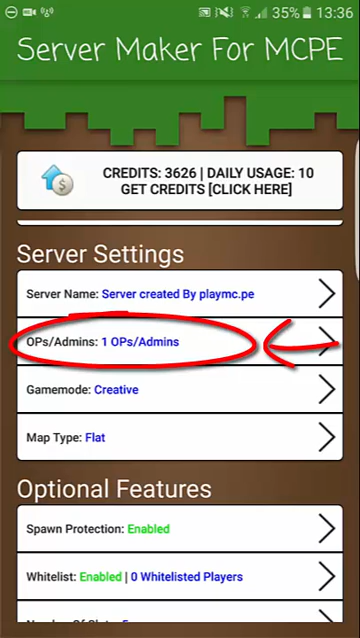 35% 13:36
Server Maker For MCPE
CREDITS: 3626 | DAILY USAGE: 10
GET CREDITS [CLICK HERE]
Server Settings
Server Name: Server created By playmc.pe
OPs/Admins: 1 OPs/Admins
Gamemode: Creative
Map Type: Flat
Optional Features
Spawn Protection: Enabled
Whitelist: Enabled | 0 Whitelisted Players